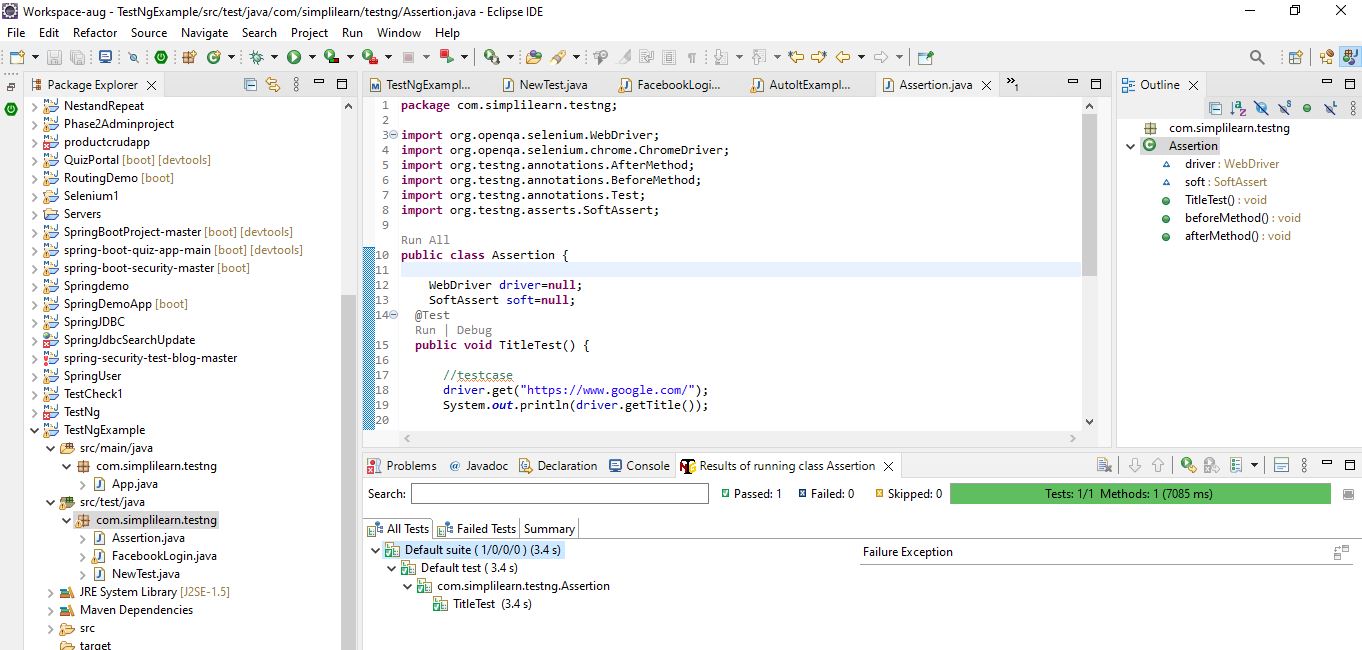 Workspace-aug - TestNgExample/src/test/java/com/simplilearn/testng/Assertion.java - Eclipse IDE
File Edit Refactor Source Navigate Search Project Run Window Help
Package Explorer
NestandRepeat
Phase2Adminproject
productcrudapp
QuizPortal [boot] [devtools]
RoutingDemo [boot]
Selenium1
Servers
SpringBootProject-master [boot] [devtools]
spring-boot-quiz-app-main [boot] [devtools]
spring-boot-security-master [boot]
Springdemo
SpringDemoApp [boot]
SpringJDBC
SpringJdbcSearchUpdate
spring-security-test-blog-master
SpringUser
TestCheck1
TestNg
TestNgExample
src/main/java
com.simplilearn.testng
App.java
src/test/java
com.simplilearn.testng
Assertion.java
FacebookLogin.java
NewTest.java
JRE System Library [J2SE-1.5]
Maven Dependencies
src
target
TestNgExampl... NewTest.java FacebookLogi... AutoItExampl... Assertion.java »1
1 package com.simplilearn.testng;
2
3 import org.openqa.selenium.WebDriver;
4 import org.openqa.selenium.chrome.ChromeDriver;
5 import org.testng.annotations.AfterMethod;
6 import org.testng.annotations.BeforeMethod;
7 import org.testng.annotations.Test;
8 import org.testng.asserts.SoftAssert;
9
Run All
10 public class Assertion {
11
12 WebDriver driver=null;
13 SoftAssert soft=null;
14 @Test
Run | Debug
15 public void TitleTest() {
16
17 //testcase
18 driver.get("https://www.google.com/");
19 System.out.println(driver.getTitle());
20
Outline
com.simplilearn.testng
Assertion
driver : WebDriver
soft : SoftAssert
TitleTest() : void
beforeMethod() : void
afterMethod() : void
Problems @ Javadoc Declaration Console Results of running class Assertion
Search: Passed: 1 Failed: 0 Skipped: 0 Tests: 1/1 Methods: 1 (7085 ms)
All Tests Failed Tests Summary
Default suite ( 1/0/0/0 ) (3.4 s)
Default test ( 3.4 s)
com.simplilearn.testng.Assertion
TitleTest (3.4 s)
Failure Exception